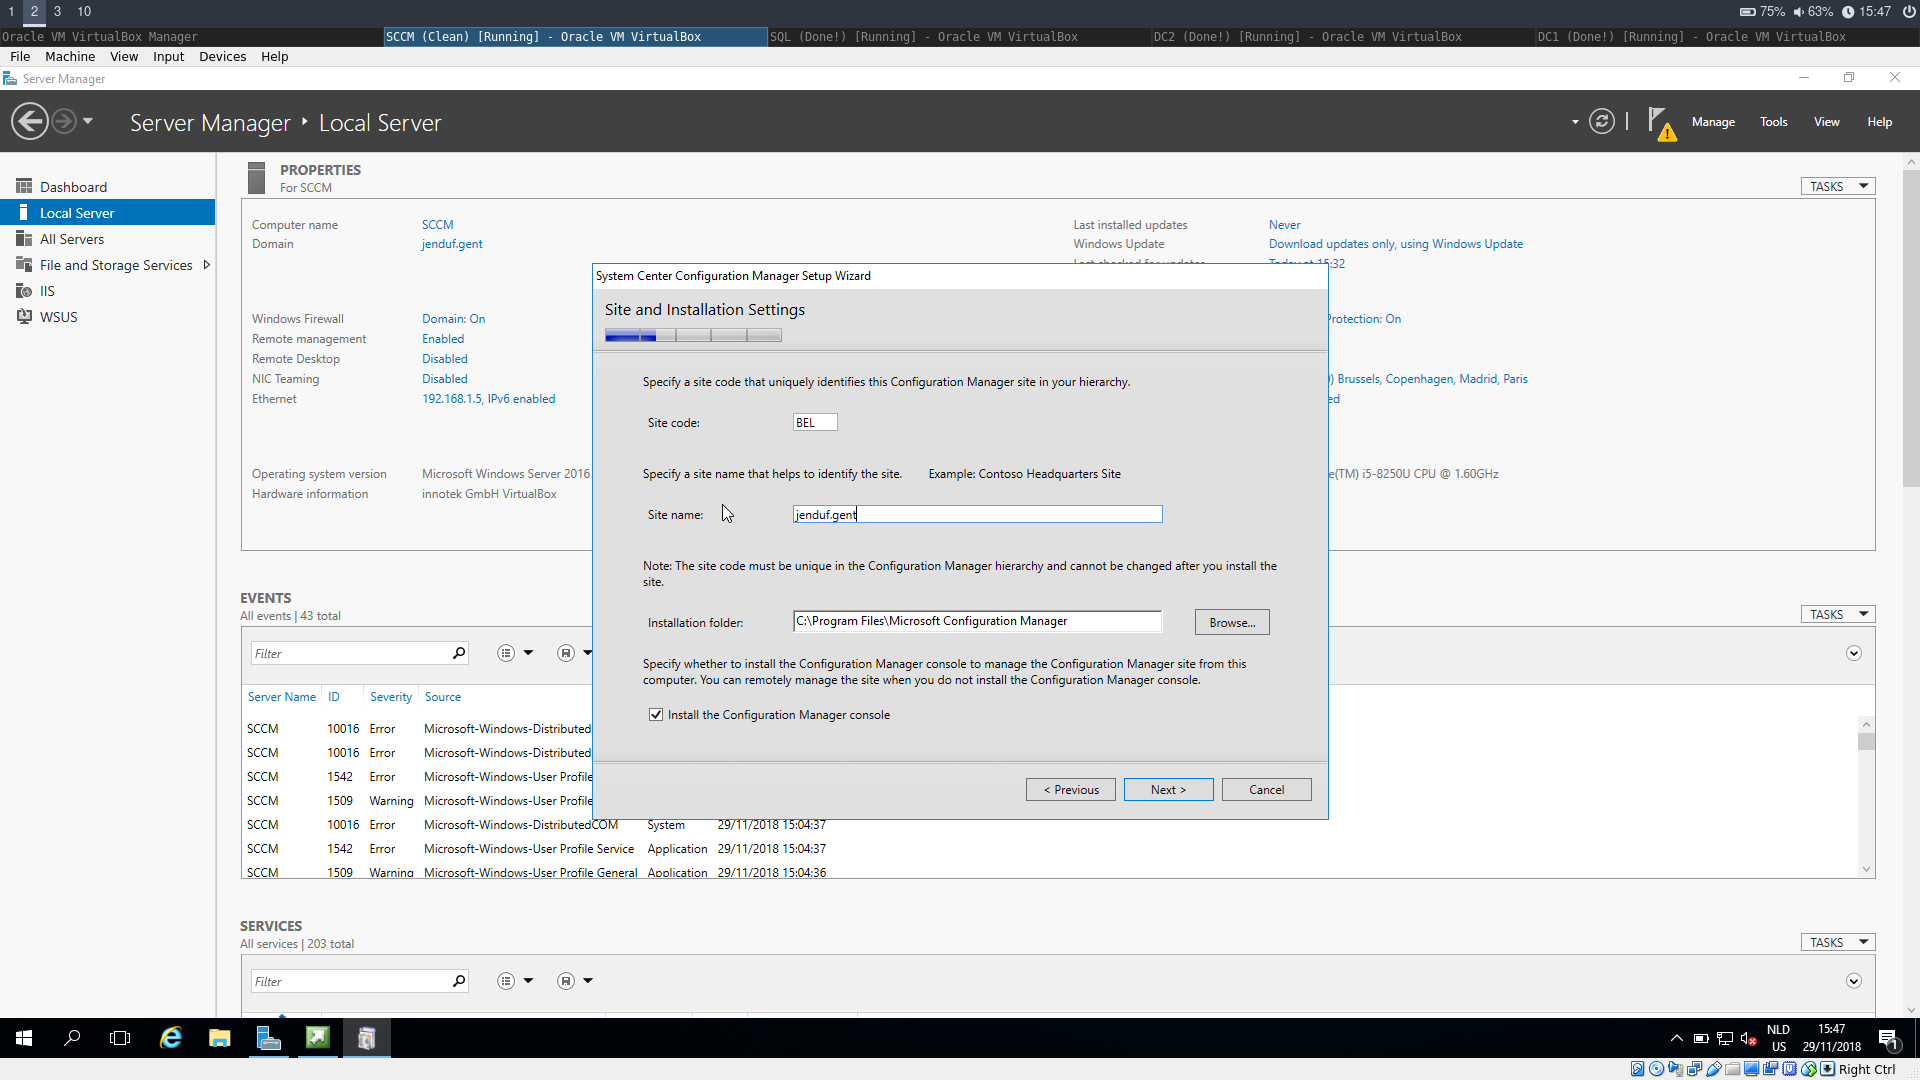 1 2 3 10
75% 63% 15:47
Oracle VM VirtualBox Manager
SCCM (Clean) [Running] - Oracle VM VirtualBox
SQL (Done!) [Running] - Oracle VM VirtualBox
DC2 (Done!) [Running] - Oracle VM VirtualBox
DC1 (Done!) [Running] - Oracle VM VirtualBox
File Machine View Input Devices Help
Server Manager
Server Manager ‣ Local Server
Manage Tools View Help
Dashboard
Local Server
All Servers
File and Storage Services
IIS
WSUS
PROPERTIES
For SCCM
TASKS
Computer name SCCM
Domain jenduf.gent
Last installed updates Never
Windows Update Download updates only, using Windows Update
Last checked for updates Today at 15:32
Windows Firewall Domain: On
Remote management Enabled
Remote Desktop Disabled
NIC Teaming Disabled
Ethernet 192.168.1.5, IPv6 enabled
Protection: On
) Brussels, Copenhagen, Madrid, Paris
ed
Operating system version Microsoft Windows Server 2016
Hardware information innotek GmbH VirtualBox
e(TM) i5-8250U CPU @ 1.60GHz
System Center Configuration Manager Setup Wizard
Site and Installation Settings
Specify a site code that uniquely identifies this Configuration Manager site in your hierarchy.
Site code: BEL
Specify a site name that helps to identify the site. Example: Contoso Headquarters Site
Site name: jenduf.gent
Note: The site code must be unique in the Configuration Manager hierarchy and cannot be changed after you install the
site.
Installation folder: C:\Program Files\Microsoft Configuration Manager Browse...
Specify whether to install the Configuration Manager console to manage the Configuration Manager site from this
computer. You can remotely manage the site when you do not install the Configuration Manager console.
Install the Configuration Manager console
< Previous Next > Cancel
EVENTS
All events | 43 total
TASKS
Filter
Server Name ID Severity Source
SCCM 10016 Error Microsoft-Windows-Distributed
SCCM 10016 Error Microsoft-Windows-Distributed
SCCM 1542 Error Microsoft-Windows-User Profile
SCCM 1509 Warning Microsoft-Windows-User Profile
SCCM 10016 Error Microsoft-Windows-DistributedCOM System 29/11/2018 15:04:37
SCCM 1542 Error Microsoft-Windows-User Profile Service Application 29/11/2018 15:04:37
SCCM 1509 Warning Microsoft-Windows-User Profile General Application 29/11/2018 15:04:36
SERVICES
All services | 203 total
TASKS
Filter
NLD
US
15:47
29/11/2018
1
Right Ctrl